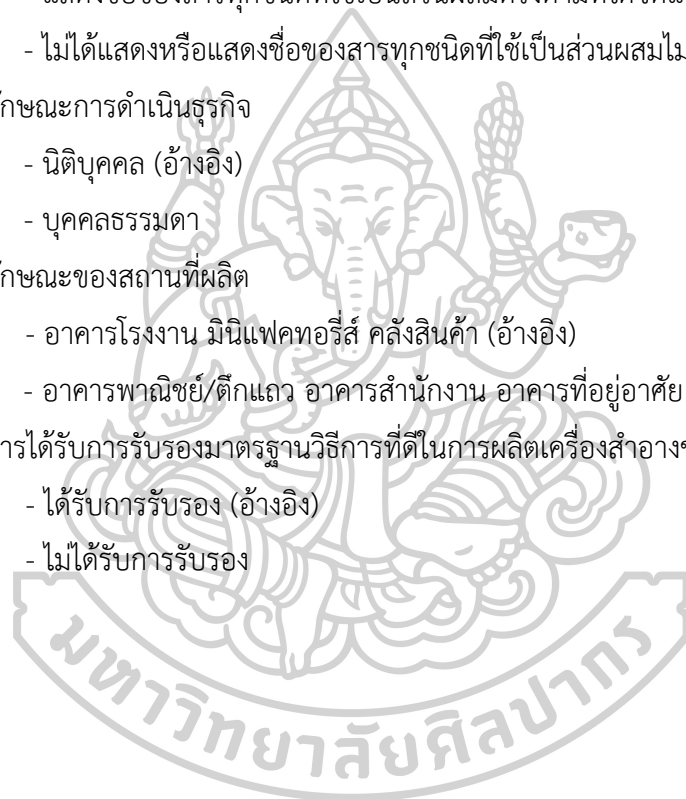 - ไม่ได้แสดงหรือแสดงชื่อของสารทุกชนิดที่ใช้เป็นส่วนผสมไม
ักษณะการดำเนินธุรกิจ
- นิติบุคคล (อ้างอิง)
- บุคคลธรรมดา
ักษณะของสถานที่ผลิต
- อาคารโรงงาน มินิแฟคทอรี่ส์ คลังสินค้า (อ้างอิง)
- อาคารพาณิชย์/ตึกแถว อาคารสำนักงาน อาคารที่อยู่อาศัย
ารได้รับการรับรองมาตรฐานวิธีการที่ดีในการผลิตเครื่องสำอางข
- ได้รับการรับรอง (อ้างอิง)
- ไม่ได้รับการรับรอง
มหาวิทยาลัยศิลปากร